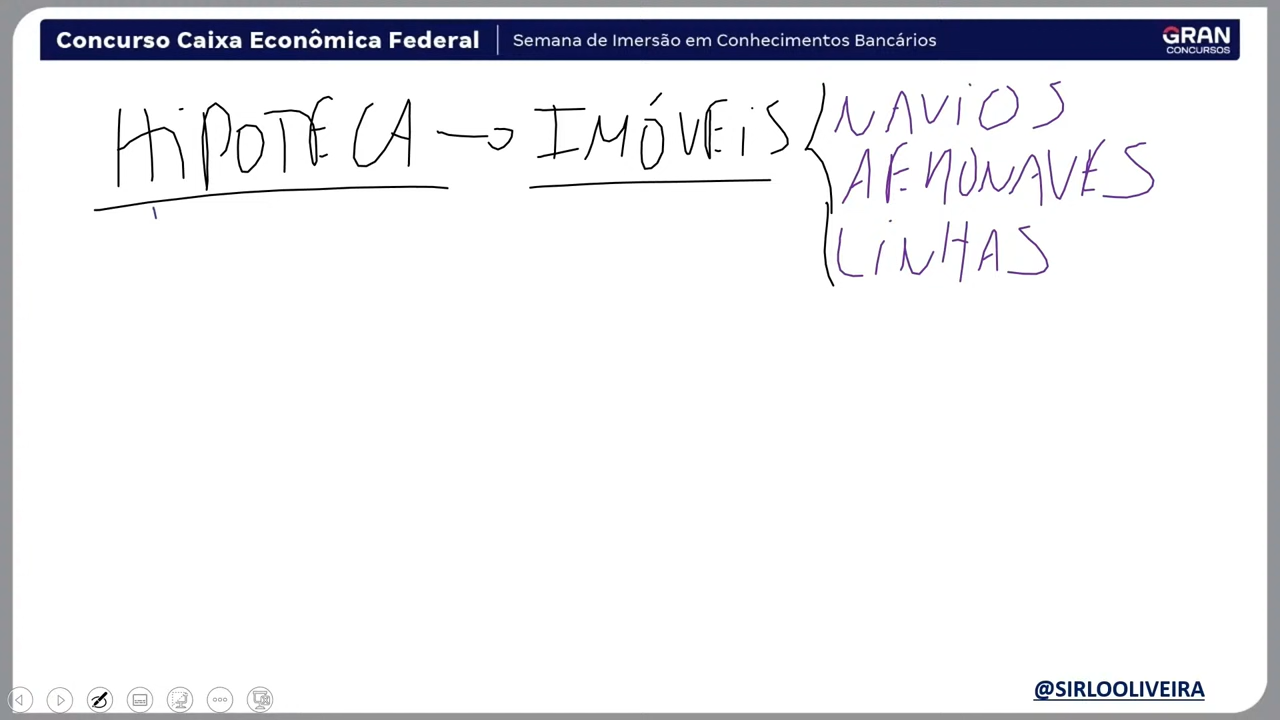 Concurso Caixa Econômica Federal | Semana de Imersão em Conhecimentos Bancários
GRAN CONCURSOS
HiPOTECA → IMÓVEiS
NAViOS
AERONAVES
LiNHAS
@SIRLOOLIVEIRA